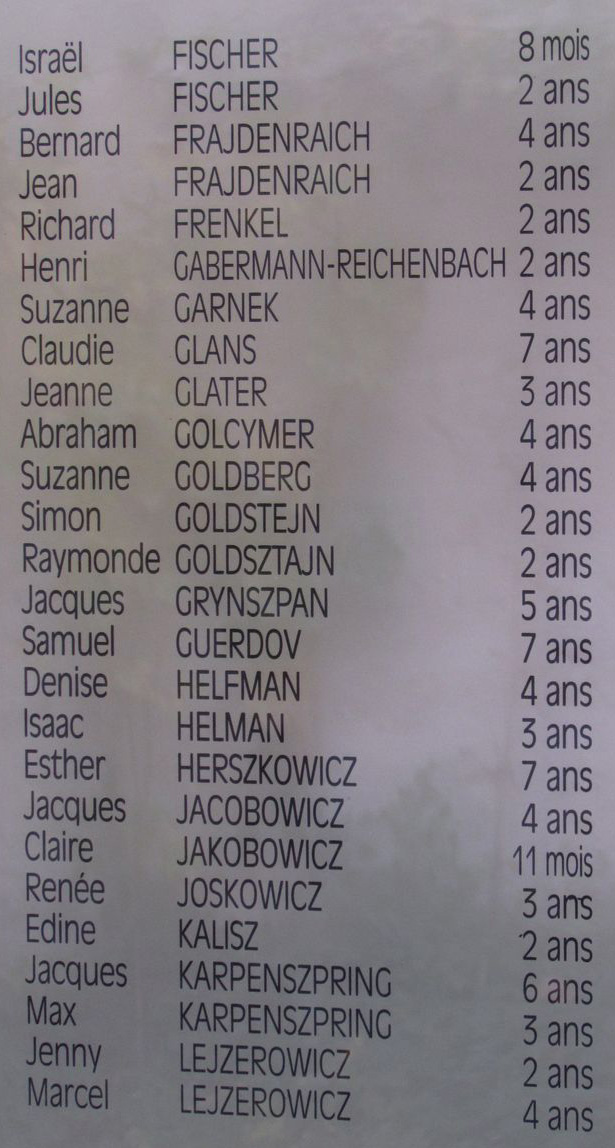 Israël FISCHER 8 mois
Jules FISCHER 2 ans
Bernard FRAJDENRAICH 4 ans
Jean FRAJDENRAICH 2 ans
Richard FRENKEL 2 ans
Henri GABERMANN-REICHENBACH 2 ans
Suzanne GARNEK 4 ans
Claudie GLANS 7 ans
Jeanne GLATER 3 ans
Abraham GOLCYMER 4 ans
Suzanne GOLDBERG 4 ans
Simon GOLDSTEJN 2 ans
Raymonde GOLDSZTAJN 2 ans
Jacques GRYNSZPAN 5 ans
Samuel GUERDOV 7 ans
Denise HELFMAN 4 ans
Isaac HELMAN 3 ans
Esther HERSZKOWICZ 7 ans
Jacques JACOBOWICZ 4 ans
Claire JAKOBOWICZ 11 mois
Renée JOSKOWICZ 3 ans
Edine KALISZ 2 ans
Jacques KARPENSZPRING 6 ans
Max KARPENSZPRING 3 ans
Jenny LEJZEROWICZ 2 ans
Marcel LEJZEROWICZ 4 ans